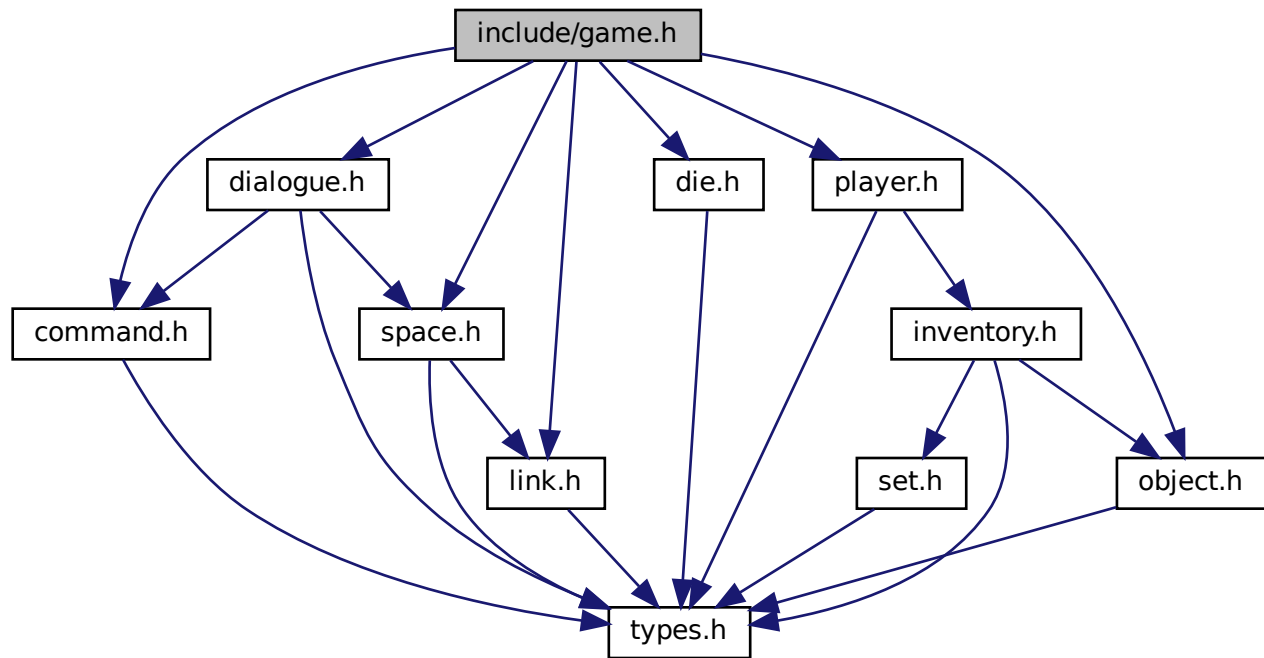 include/game.h
dialogue.h
die.h
player.h
command.h
space.h
inventory.h
link.h
set.h
object.h
types.h